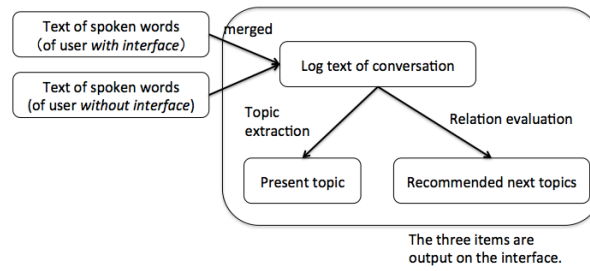 Text of spoken words
(of user with interface)
merged
Text of spoken words
(of user without interface)
Log text of conversation
Topic
extraction
Relation evaluation
Present topic
Recommended next topics
The three items are
output on the interface.